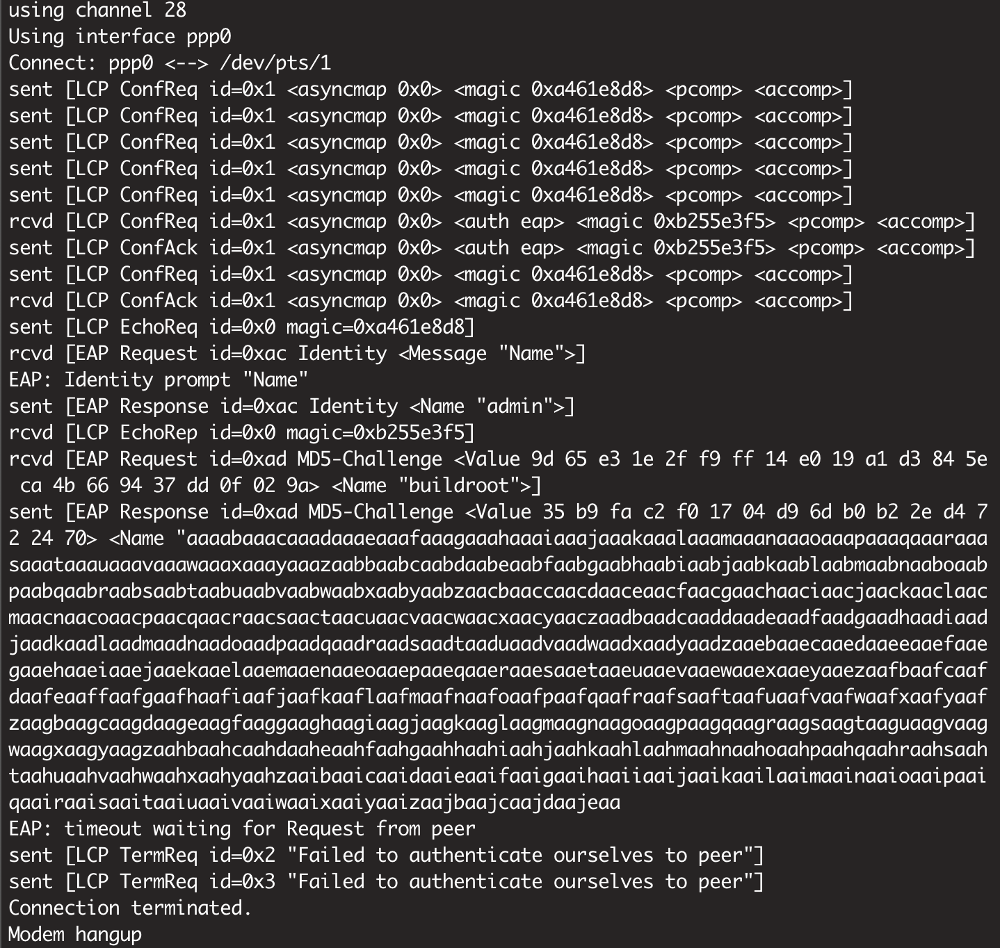 using channel 28
Using interface ppp0
Connect: ppp0 <--> /dev/pts/1
sent [LCP ConfReq id=0x1 <asyncmap 0x0> <magic 0xa461e8d8> <pcomp> <accomp>]
sent [LCP ConfReq id=0x1 <asyncmap 0x0> <magic 0xa461e8d8> <pcomp> <accomp>]
sent [LCP ConfReq id=0x1 <asyncmap 0x0> <magic 0xa461e8d8> <pcomp> <accomp>]
sent [LCP ConfReq id=0x1 <asyncmap 0x0> <magic 0xa461e8d8> <pcomp> <accomp>]
sent [LCP ConfReq id=0x1 <asyncmap 0x0> <magic 0xa461e8d8> <pcomp> <accomp>]
rcvd [LCP ConfReq id=0x1 <asyncmap 0x0> <auth eap> <magic 0xb255e3f5> <pcomp> <accomp>]
sent [LCP ConfAck id=0x1 <asyncmap 0x0> <auth eap> <magic 0xb255e3f5> <pcomp> <accomp>]
sent [LCP ConfReq id=0x1 <asyncmap 0x0> <magic 0xa461e8d8> <pcomp> <accomp>]
rcvd [LCP ConfAck id=0x1 <asyncmap 0x0> <magic 0xa461e8d8> <pcomp> <accomp>]
sent [LCP EchoReq id=0x0 magic=0xa461e8d8]
rcvd [EAP Request id=0xac Identity <Message "Name">]
EAP: Identity prompt "Name"
sent [EAP Response id=0xac Identity <Name "admin">]
rcvd [LCP EchoRep id=0x0 magic=0xb255e3f5]
rcvd [EAP Request id=0xad MD5-Challenge <Value 9d 65 e3 1e 2f f9 ff 14 e0 19 a1 d3 84 5e
 ca 4b 66 94 37 dd 0f 02 9a> <Name "buildroot">]
sent [EAP Response id=0xad MD5-Challenge <Value 35 b9 fa c2 f0 17 04 d9 6d b0 b2 2e d4 7
2 24 70> <Name "aaaabaaacaaadaaaeaaafaaagaaahaaaiaaajaaakaaalaaamaaanaaaoaaapaaaqaaaraaa
saaataaauaaavaaawaaaxaaayaaazaabbaabcaabdaabeaabfaabgaabhaabiaabjaabkaablaabmaabnaaboaab
paabqaabraabsaabtaabuaabvaabwaabxaabyaabzaacbaaccaacdaaceaacfaacgaachaaciaacjaackaaclaac
maacnaacoaacpaacqaacraacsaactaacuaacvaacwaacxaacyaaczaadbaadcaaddaadeaadfaadgaadhaadiaad
jaadkaadlaadmaadnaadoaadpaadqaadraadsaadtaaduaadvaadwaadxaadyaadzaaebaaecaaedaaeeaaefaae
gaaehaaeiaaejaaekaaelaaemaaenaaeoaaepaaeqaaeraaesaaetaaeuaaevaaewaaexaaeyaaezaafbaafcaaf
daafeaaffaafgaafhaafiaafjaafkaaflaafmaafnaafoaafpaafqaafraafsaaftaafuaafvaafwaafxaafyaaf
zaagbaagcaagdaageaagfaaggaaghaagiaagjaagkaaglaagmaagnaagoaagpaagqaagraagsaagtaaguaagvaag
waagxaagyaagzaahbaahcaahdaaheaahfaahgaahhaahiaahjaahkaahlaahmaahnaahoaahpaahqaahraahsaah
taahuaahvaahwaahxaahyaahzaaibaaicaaidaaieaaifaaigaaihaaiiaaijaaikaailaaimaainaaioaaipaai
qaairaaisaaitaaiuaaivaaiwaaixaaiyaaizaajbaajcaajdaajeaa
EAP: timeout waiting for Request from peer
sent [LCP TermReq id=0x2 "Failed to authenticate ourselves to peer"]
sent [LCP TermReq id=0x3 "Failed to authenticate ourselves to peer"]
Connection terminated.
Modem hangup